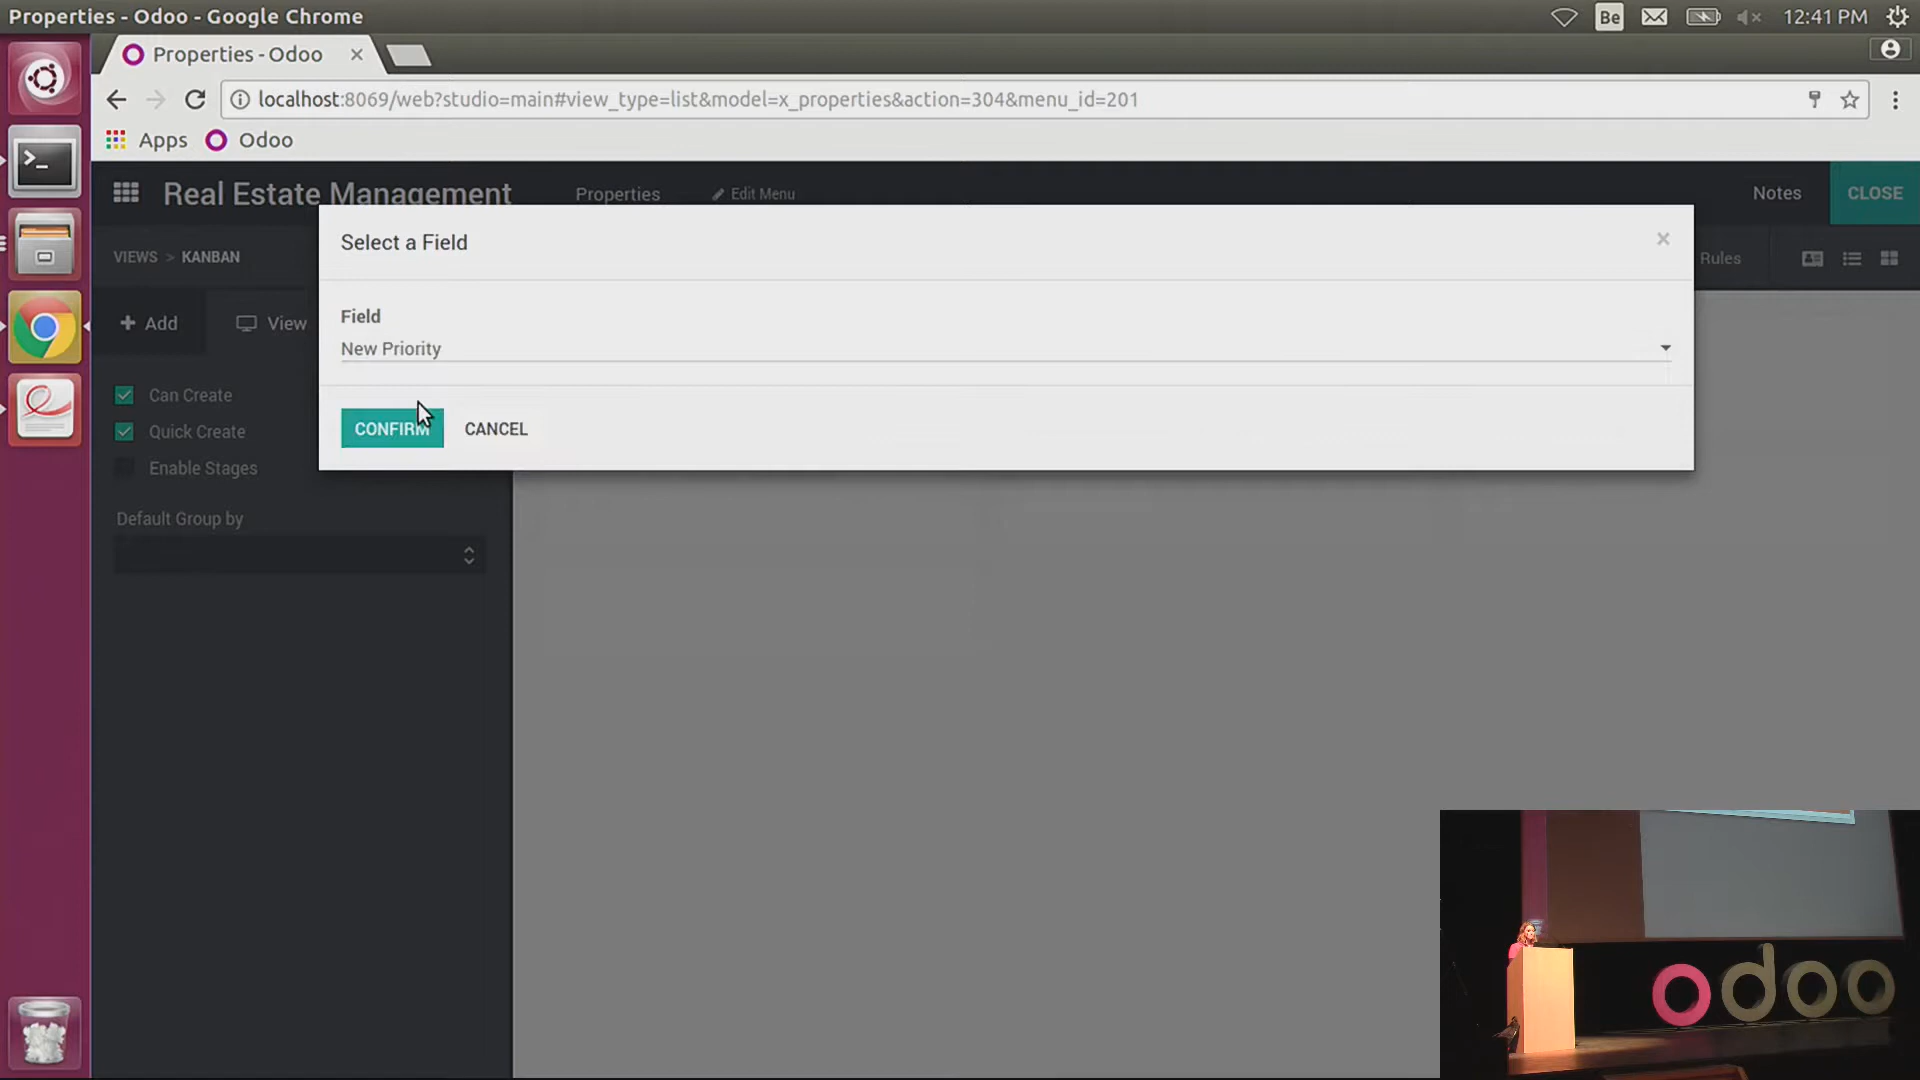 Properties - Odoo - Google Chrome
Be
12:41 PM
Properties - Odoo
localhost:8069/web?studio=main#view_type=list&model=x_properties&action=304&menu_id=201
Apps
Odoo
Real Estate Management
Properties
Edit Menu
Notes
CLOSE
VIEWS > KANBAN
Select a Field
×
Rules
+ Add
View
Field
New Priority
Can Create
Quick Create
Enable Stages
CONFIRM
CANCEL
Default Group by
odoo